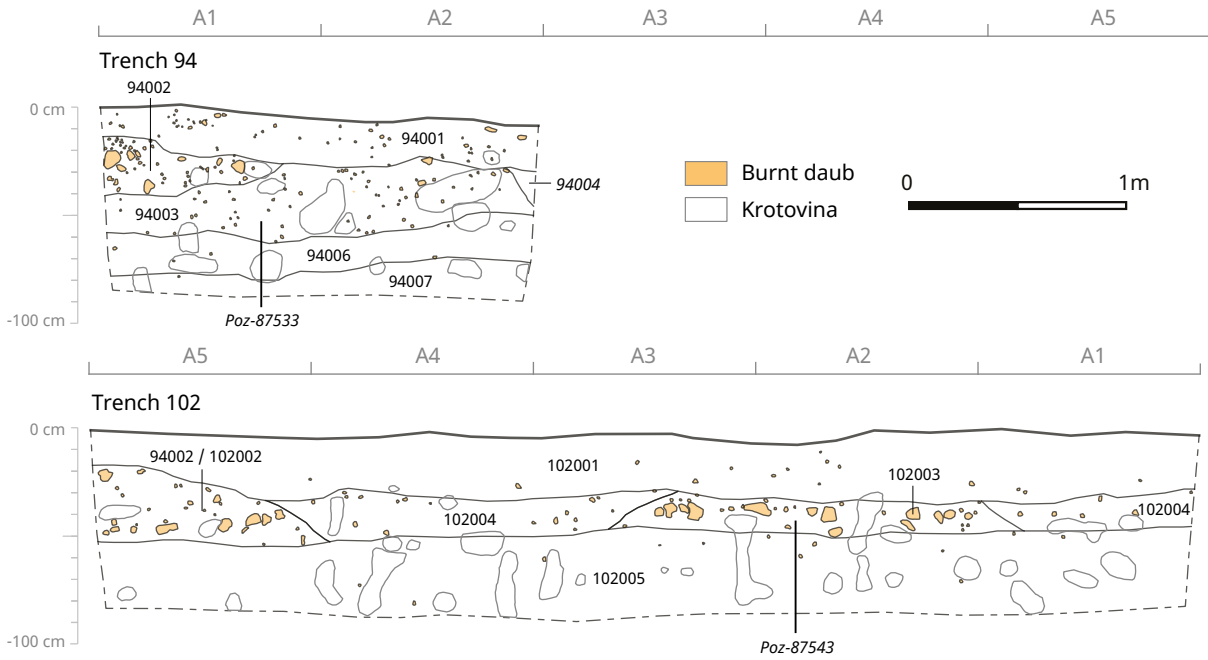 A1 A2 A3 A4 A5
Trench 94
94002
0 cm
94001
94004
94003
94006
94007
-100 cm
Poz-87533
Burnt daub
Krotovina
0 1m
A5 A4 A3 A2 A1
Trench 102
0 cm
94002 / 102002
102001
102003
102004
102004
102005
-100 cm
Poz-87543